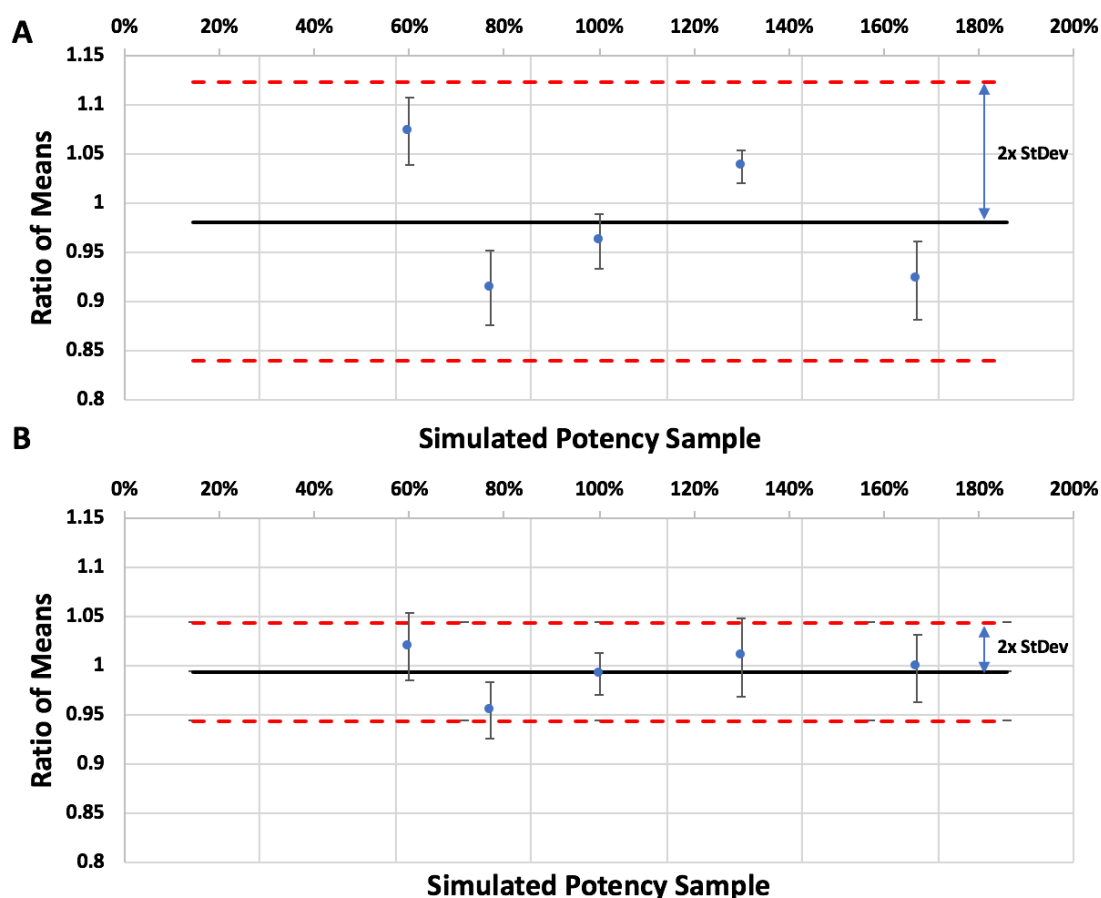 A
0% 20% 40% 60% 80% 100% 120% 140% 160% 180% 200%
1.15
1.1
1.05
1
0.95
0.9
0.85
0.8
Ratio of Means
2x StDev
Simulated Potency Sample
B
0% 20% 40% 60% 80% 100% 120% 140% 160% 180% 200%
1.15
1.1
1.05
1
0.95
0.9
0.85
0.8
Ratio of Means
2x StDev
Simulated Potency Sample